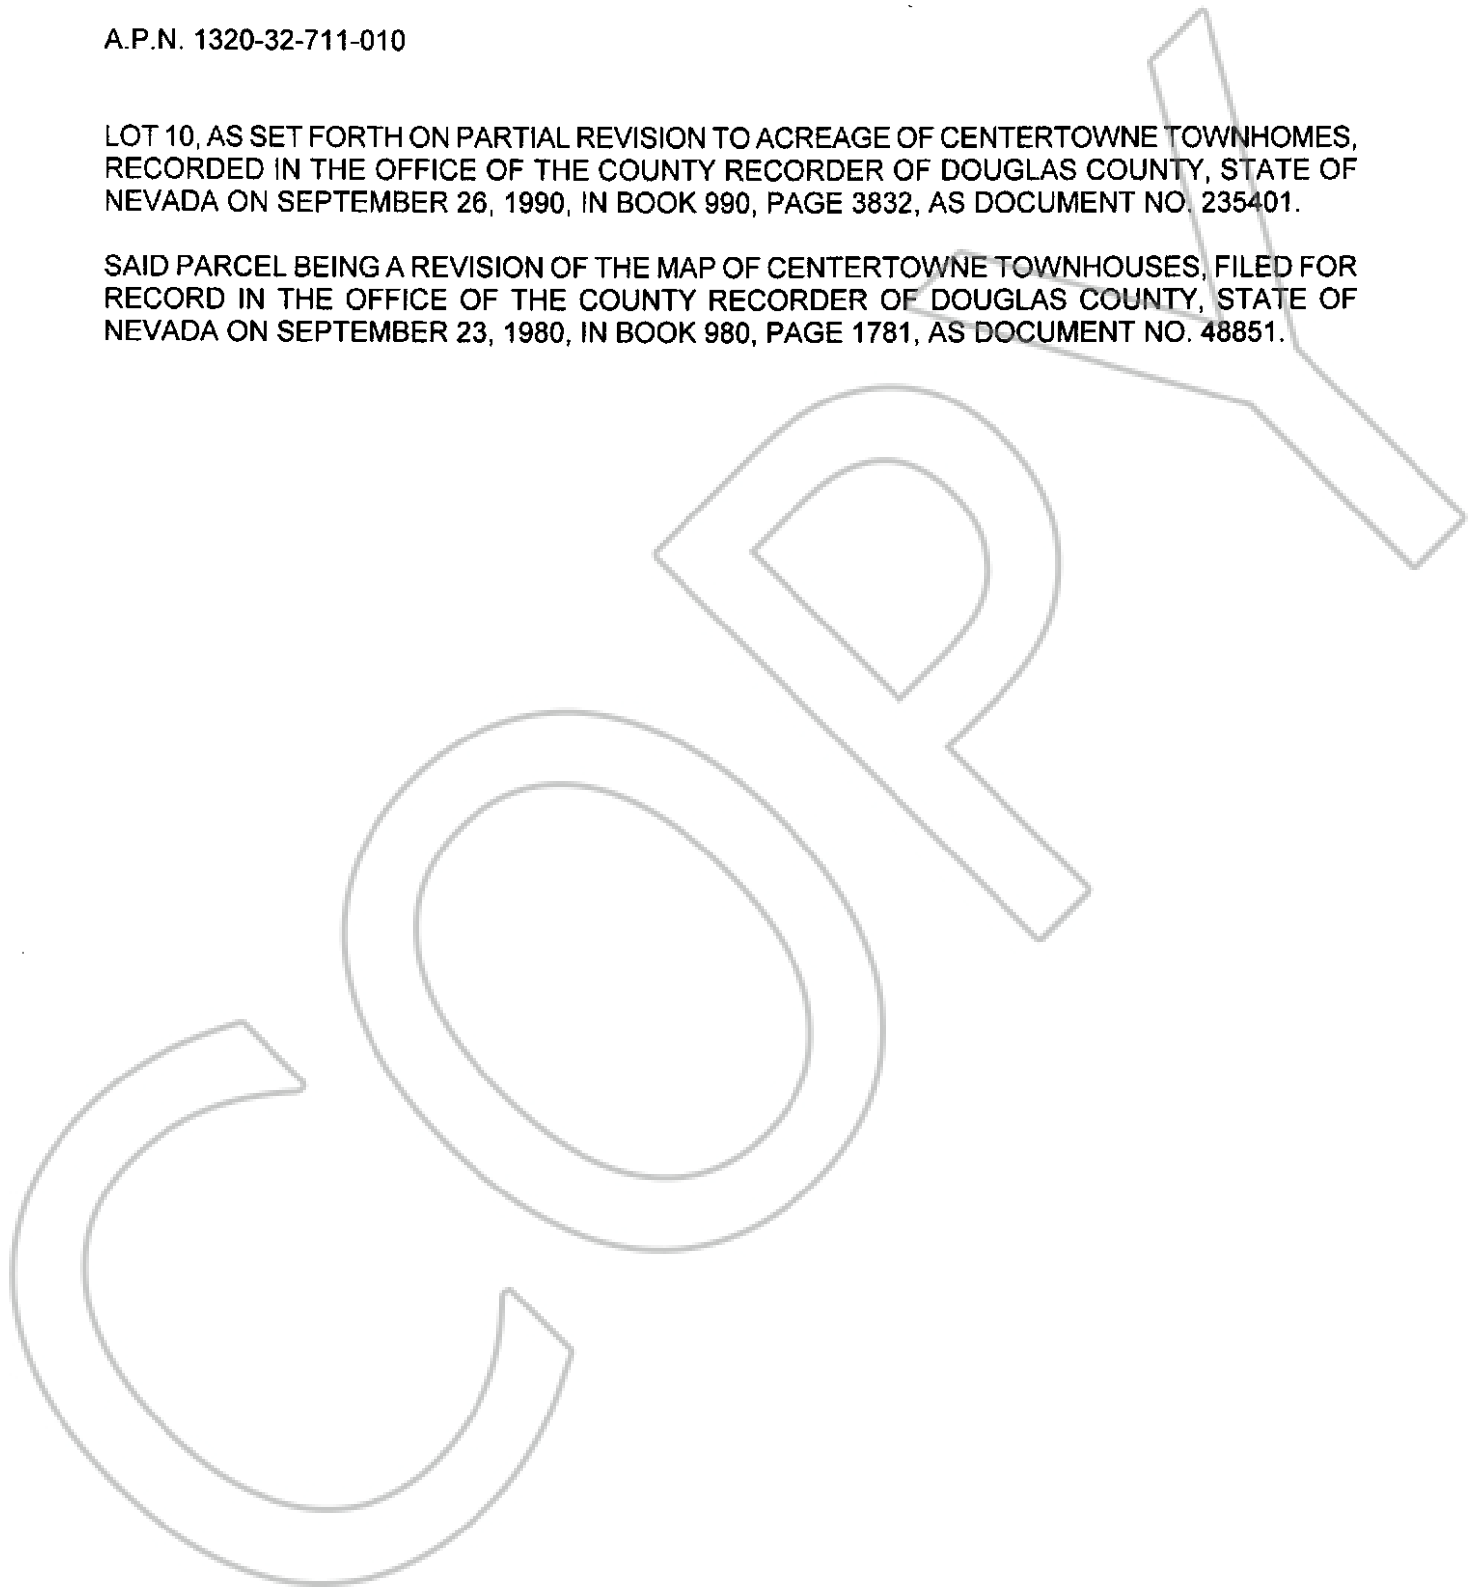 A.P.N. 1320-32-711-010
LOT 10, AS SET FORTH ON PARTIAL REVISION TO ACREAGE OF CENTERTOWNE TOWNHOMES,
RECORDED IN THE OFFICE OF THE COUNTY RECORDER OF DOUGLAS COUNTY, STATE OF
NEVADA ON SEPTEMBER 26, 1990, IN BOOK 990, PAGE 3832, AS DOCUMENT NO. 235401.
SAID PARCEL BEING A REVISION OF THE MAP OF CENTERTOWNE TOWNHOUSES, FILED FOR
RECORD IN THE OFFICE OF THE COUNTY RECORDER OF DOUGLAS COUNTY, STATE OF
NEVADA ON SEPTEMBER 23, 1980, IN BOOK 980, PAGE 1781, AS DOCUMENT NO. 48851.
COPY